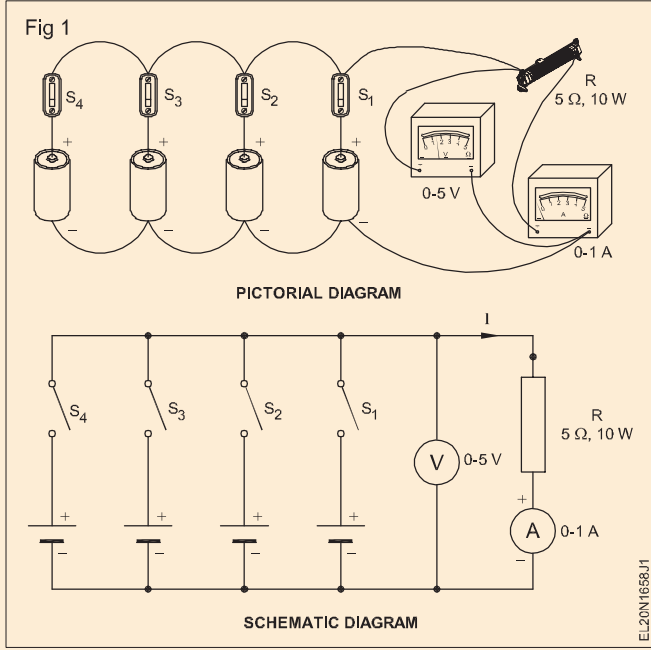 Fig 1
S4 S3 S2 S1
R
5 Ω, 10 W
+ + + +
V Ω
0-5 V
A
0-1 A
PICTORIAL DIAGRAM
I
S4 S3 S2 S1
R
5 Ω, 10 W
V 0-5 V
+ + + + +
A 0-1 A
SCHEMATIC DIAGRAM
EL20N1658J1